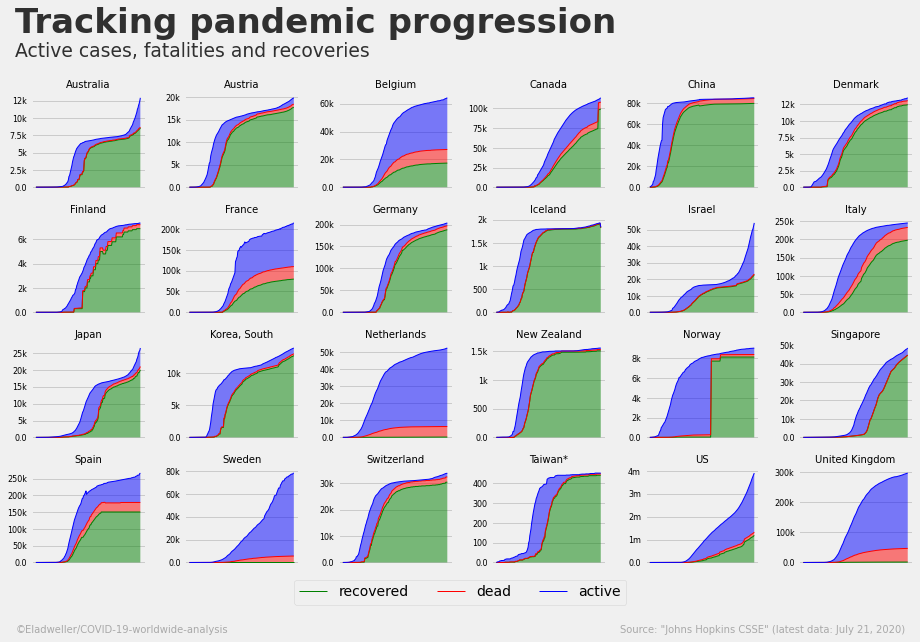 Tracking pandemic progression
Active cases, fatalities and recoveries
Australia Austria Belgium Canada China Denmark
12k 10k 7.5k 5k 2.5k 0.0
20k 15k 10k 5k 0.0
60k 40k 20k 0.0
100k 75k 50k 25k 0.0
80k 60k 40k 20k 0.0
12k 10k 7.5k 5k 2.5k 0.0
Finland France Germany Iceland Israel Italy
6k 4k 2k 0.0
200k 150k 100k 50k 0.0
200k 150k 100k 50k 0.0
2k 1.5k 1k 500 0.0
50k 40k 30k 20k 10k 0.0
250k 200k 150k 100k 50k 0.0
Japan Korea, South Netherlands New Zealand Norway Singapore
25k 20k 15k 10k 5k 0.0
10k 5k 0.0
50k 40k 30k 20k 10k 0.0
1.5k 1k 500 0.0
8k 6k 4k 2k 0.0
50k 40k 30k 20k 10k 0.0
Spain Sweden Switzerland Taiwan* US United Kingdom
250k 200k 150k 100k 50k 0.0
80k 60k 40k 20k 0.0
30k 20k 10k 0.0
400 300 200 100 0.0
4m 3m 2m 1m 0.0
300k 200k 100k 0.0
recovered dead active
©Eladweller/COVID-19-worldwide-analysis
Source: "Johns Hopkins CSSE" (latest data: July 21, 2020)